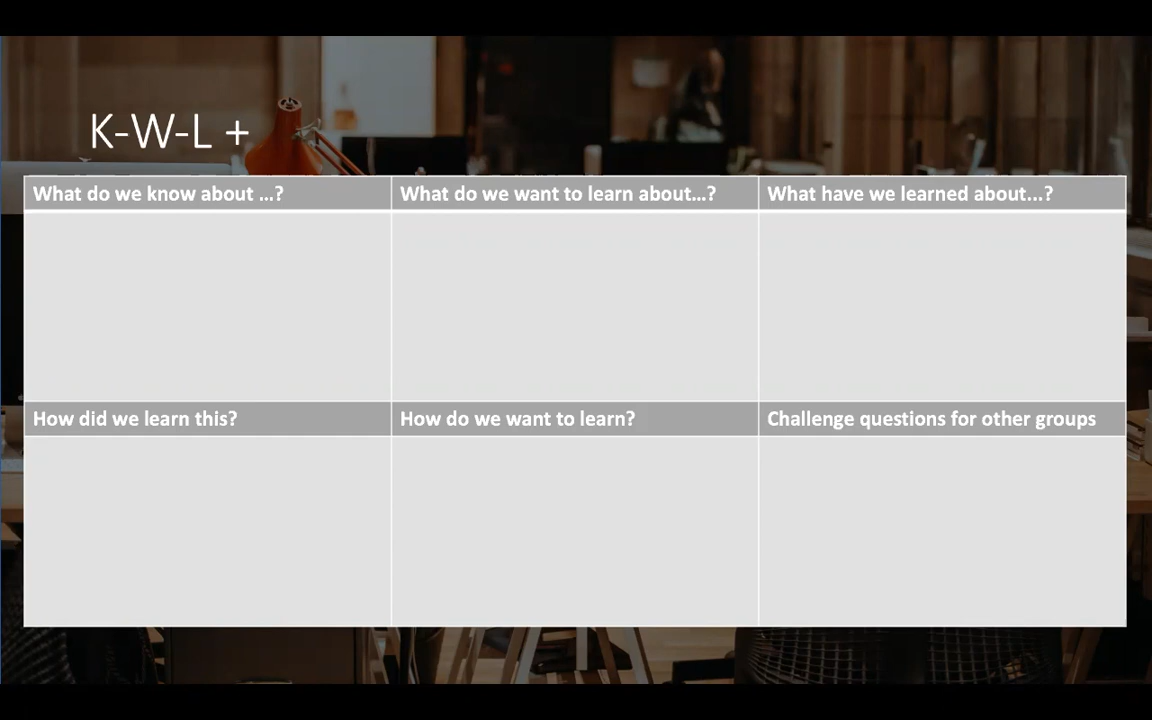 K-W-L +
What do we know about ...?
What do we want to learn about...?
What have we learned about...?
How did we learn this?
How do we want to learn?
Challenge questions for other groups